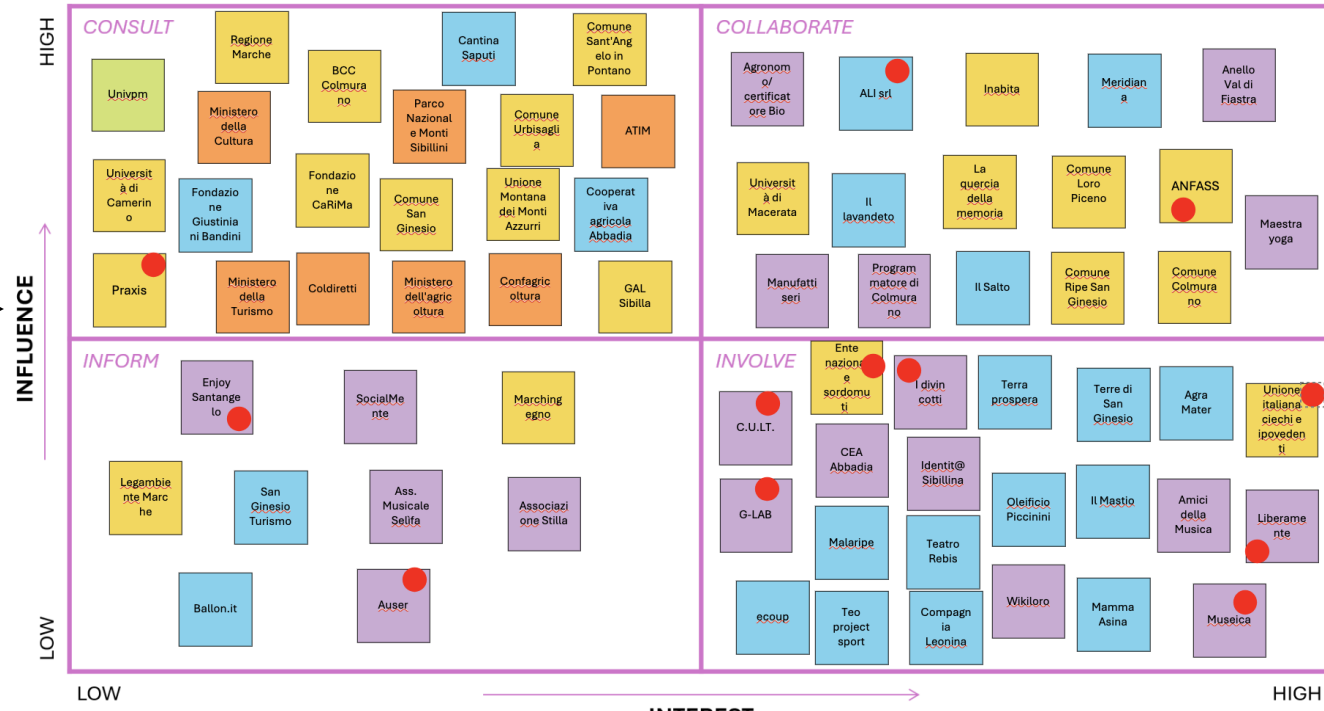 HIGH
CONSULT
COLLABORATE
Univpm
Regione
Marche
BCC
Colmura
no
Cantina
Saputi
Comune
Sant'Ang
elo in
Pontano
Ministero
della
Cultura
Parco
Nazional
e Monti
Sibillini
Comune
Urbisagli
a
ATIM
Universit
à di
Camerin
o
Fondazio
ne
Giustinia
ni Bandini
Fondazio
ne
CaRiMa
Comune
San
Ginesio
Unione
Montana
dei Monti
Azzurri
Cooperat
iva
agricola
Abbadia
Praxis
Ministero
della
Turismo
Coldiretti
Ministero
dell'agric
oltura
Confagric
oltura
GAL
Sibilla
Agronom
o/
certificat
ore Bio
ALI srl
Inabita
Meridian
a
Anello
Val di
Fiastra
Universit
à di
Macerata
Il
lavandeto
La
quercia
della
memoria
Comune
Loro
Piceno
ANFASS
Maestra
yoga
Manufatti
seri
Program
matore di
Colmura
no
Il Salto
Comune
Ripe San
Ginesio
Comune
Colmura
no
INFLUENCE
INFORM
INVOLVE
Enjoy
Santange
lo
SocialMe
nte
Marching
egno
Legambie
nte Marc
he
San
Ginesio
Turismo
Ass.
Musicale
Selifa
Associazi
one Stilla
Ballon.it
Auser
C.U.L.T.
Ente
nazional
e
sordomu
ti
I divin
cotti
Terra
prospera
Terre di
San
Ginesio
Agra
Mater
Unione
italiana
ciechi e
ipoveden
ti
G-LAB
CEA
Abbadia
Identit@
Sibillina
Oleificio
Piccinini
Il Mastio
Amici
della
Musica
Liberame
nte
Malaripe
Teatro
Rebis
ecoup
Teo
project
sport
Compagn
ia
Leonina
Wikiloro
Mamma
Asina
Museica
LOW
LOW
HIGH
INTEREST